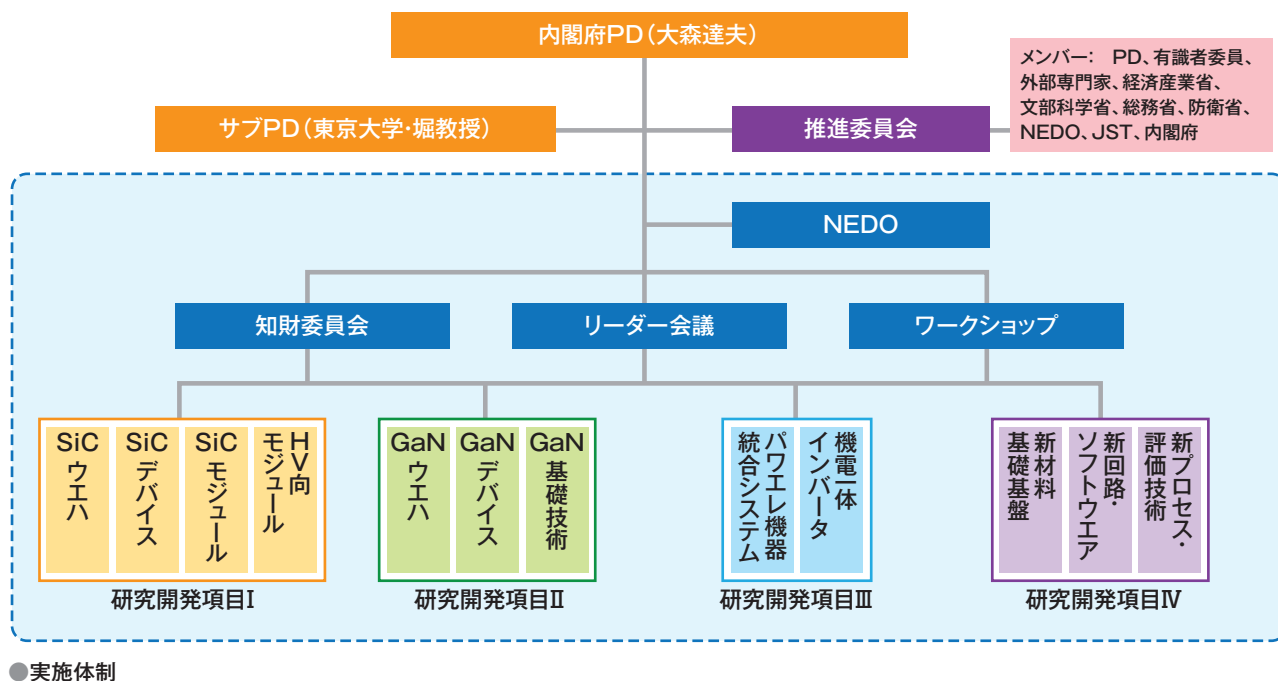 内閣府PD(大森達夫)
メンバー: PD、有識者委員、
外部専門家、経済産業省、
文部科学省、総務省、防衛省、
NEDO、JST、内閣府
サブPD(東京大学・堀教授)
推進委員会
NEDO
知財委員会
リーダー会議
ワークショップ
SiC
ウエハ
SiC
デバイス
SiC
モジュール
HV向
モジュール
GaN
ウエハ
GaN
デバイス
GaN
基礎技術
パワエレ機器
統合システム
機電一体
インバータ
新材料
基礎基盤
新回路・
ソフトウエア
新プロセス・
評価技術
研究開発項目Ⅰ
研究開発項目Ⅱ
研究開発項目Ⅲ
研究開発項目Ⅳ
●実施体制